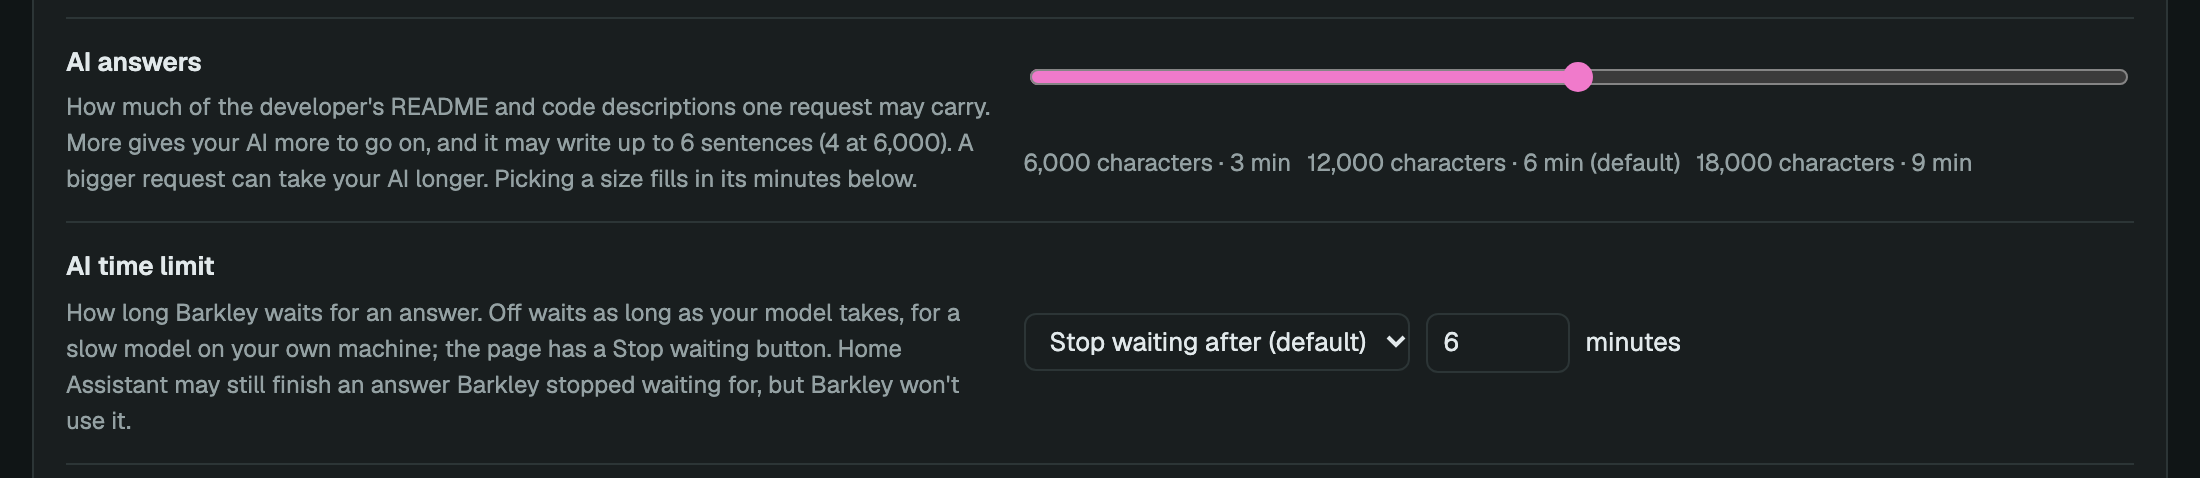 AI answers
How much of the developer's README and code descriptions one request may carry.
More gives your AI more to go on, and it may write up to 6 sentences (4 at 6,000). A
bigger request can take your AI longer. Picking a size fills in its minutes below.
6,000 characters · 3 min
12,000 characters · 6 min (default)
18,000 characters · 9 min
AI time limit
How long Barkley waits for an answer. Off waits as long as your model takes, for a
slow model on your own machine; the page has a Stop waiting button. Home
Assistant may still finish an answer Barkley stopped waiting for, but Barkley won't
use it.
Stop waiting after (default)
6
minutes